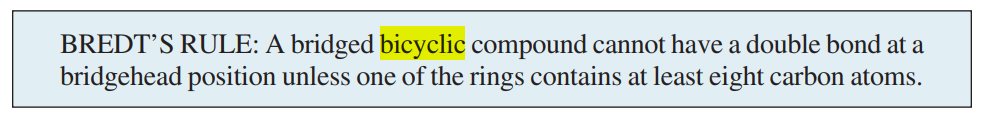 BREDT’S RULE: A bridged bicyclic compound cannot have a double bond at a
bridgehead position unless one of the rings contains at least eight carbon atoms.